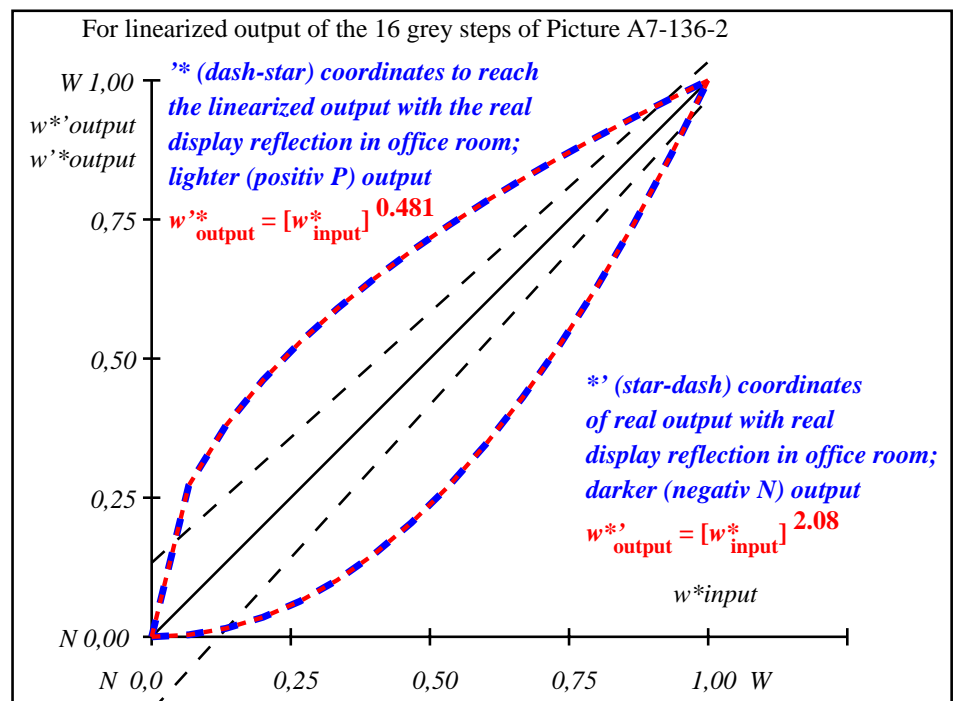 For linearized output of the 16 grey steps of Picture A7-136-2
W 1,00
w*'output
w'*output
0,75
0,50
0,25
N 0,00
'* (dash-star) coordinates to reach
the linearized output with the real
display reflection in office room;
lighter (positiv P) output
w'*output = [w*input] 0.481
*' (star-dash) coordinates
of real output with real
display reflection in office room;
darker (negativ N) output
w*'output = [w*input] 2.08
w*input
N 0,0 0,25 0,50 0,75 1,00 W